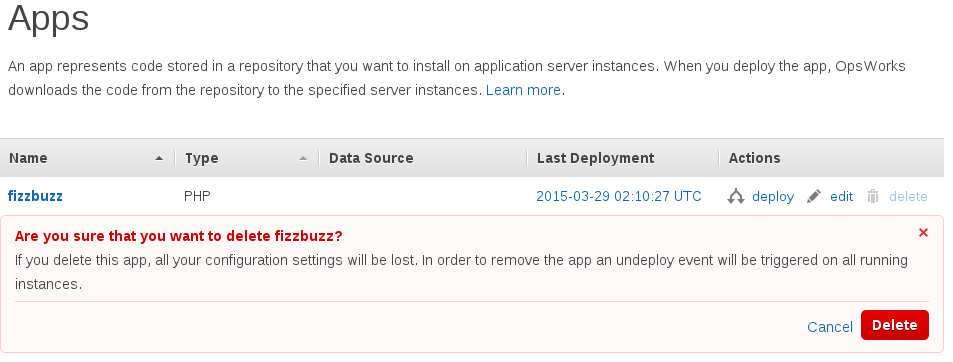 Apps
An app represents code stored in a repository that you want to install on application server instances. When you deploy the app, OpsWorks
downloads the code from the repository to the specified server instances. Learn more.
Name Type Data Source Last Deployment Actions
fizzbuzz PHP 2015-03-29 02:10:27 UTC deploy edit delete
Are you sure that you want to delete fizzbuzz?
If you delete this app, all your configuration settings will be lost. In order to remove the app an undeploy event will be triggered on all running
instances.
Cancel Delete